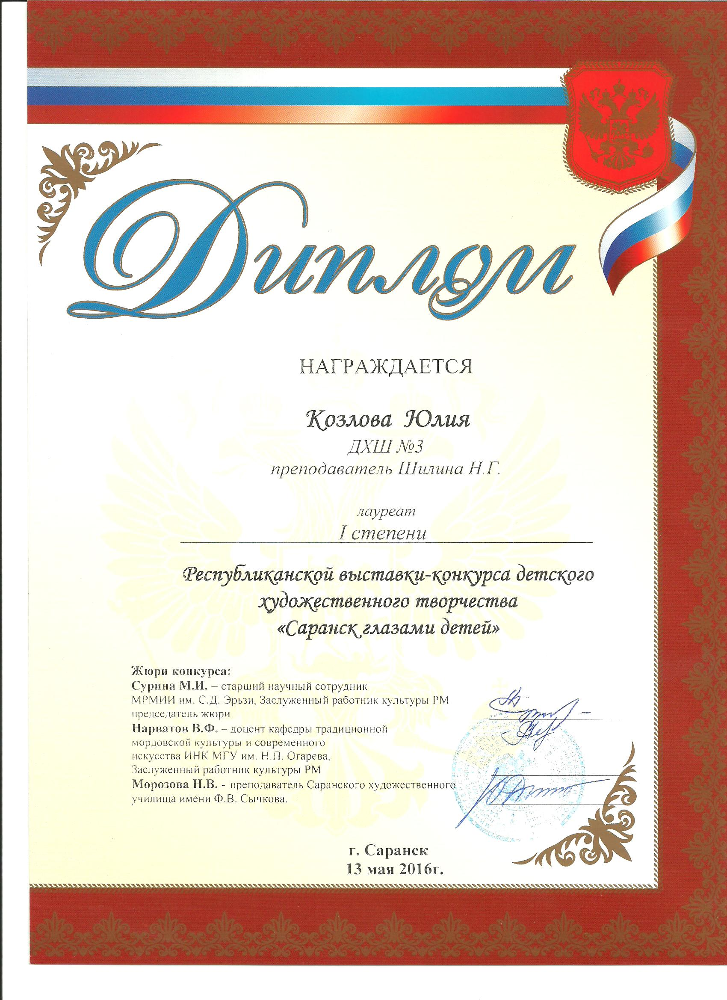 Диплом
НАГРАЖДАЕТСЯ
Козлова Юлия
ДХШ №3
преподаватель Шилина Н.Г.
лауреат
I степени
Республиканской выставки-конкурса детского
художественного творчества
«Саранск глазами детей»
Жюри конкурса:
Сурина М.И. – старший научный сотрудник
МРМИИ им. С.Д. Эрьзи, Заслуженный работник культуры РМ
председатель жюри
Нарватов В.Ф. – доцент кафедры традиционной
мордовской культуры и современного
искусства ИНК МГУ им. Н.П. Огарева,
Заслуженный работник культуры РМ
Морозова Н.В. - преподаватель Саранского художественного
училища имени Ф.В. Сычкова.
г. Саранск
13 мая 2016г.